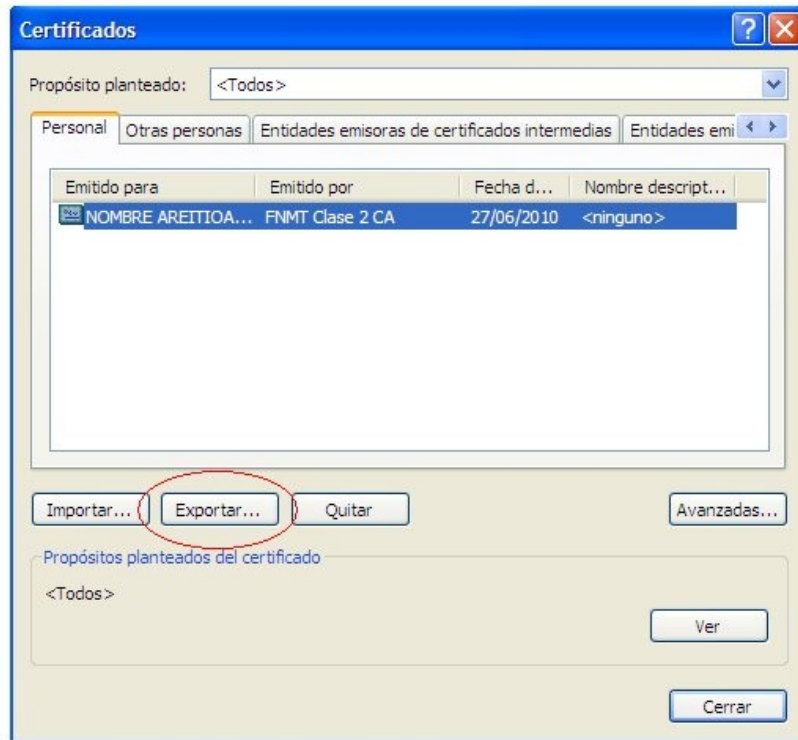 Certificados
Propósito planteado: <Todos>
Personal Otras personas Entidades emisoras de certificados intermedias Entidades emi
Emitido para Emitido por Fecha d... Nombre descript...
NOMBRE AREITIOA... FNMT Clase 2 CA 27/06/2010 <ninguno>
Importar... Exportar... Quitar Avanzadas...
Propósitos planteados del certificado
<Todos>
Ver
Cerrar